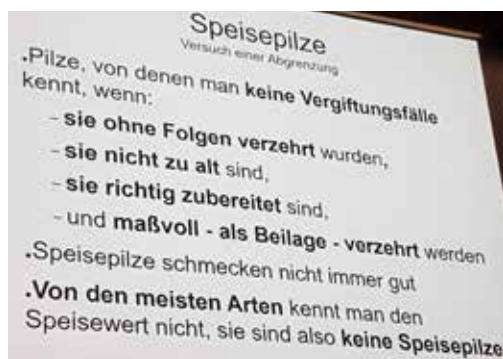 Speisepilze
Versuch einer Abgrenzung
.Pilze, von denen man keine Vergiftungsfälle
kennt, wenn:
- sie ohne Folgen verzehrt wurden,
- sie nicht zu alt sind,
- sie richtig zubereitet sind,
- und maßvoll - als Beilage - verzehrt werden
.Speisepilze schmecken nicht immer gut
.Von den meisten Arten kennt man den
Speisewert nicht, sie sind also keine Speisepilze